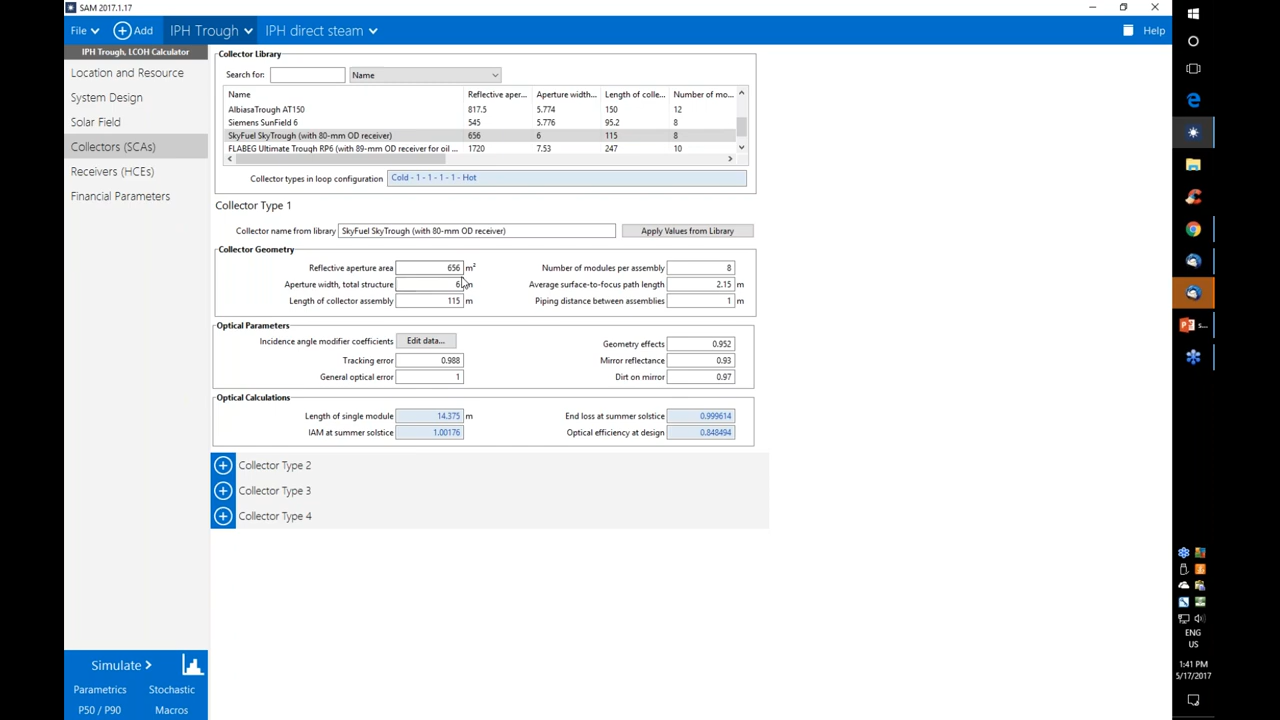 SAM 2017.1.17
File
Add
IPH Trough
IPH direct steam
Help
IPH Trough, LCOH Calculator
Location and Resource
System Design
Solar Field
Collectors (SCAs)
Receivers (HCEs)
Financial Parameters
Collector Library
Search for:
Name
Name Reflective aper... Aperture width... Length of colle... Number of mo...
AlbiasaTrough AT150 817.5 5.774 150 12
Siemens SunField 6 545 5.776 95.2 8
SkyFuel SkyTrough (with 80-mm OD receiver) 656 6 115 8
FLABEG Ultimate Trough RP6 (with 89-mm OD receiver for oil ... 1720 7.53 247 10
Collector types in loop configuration Cold - 1 - 1 - 1 - 1 - Hot
Collector Type 1
Collector name from library SkyFuel SkyTrough (with 80-mm OD receiver) Apply Values from Library
Collector Geometry
Reflective aperture area 656 m² Number of modules per assembly 8
Aperture width, total structure 6 m Average surface-to-focus path length 2.15 m
Length of collector assembly 115 m Piping distance between assemblies 1 m
Optical Parameters
Incidence angle modifier coefficients Edit data... Geometry effects 0.952
Tracking error 0.988 Mirror reflectance 0.93
General optical error 1 Dirt on mirror 0.97
Optical Calculations
Length of single module 14.375 m End loss at summer solstice 0.999614
IAM at summer solstice 1.00176 Optical efficiency at design 0.848494
Collector Type 2
Collector Type 3
Collector Type 4
Simulate >
Parametrics Stochastic
P50 / P90 Macros
s...
ENG
US
1:41 PM
5/17/2017